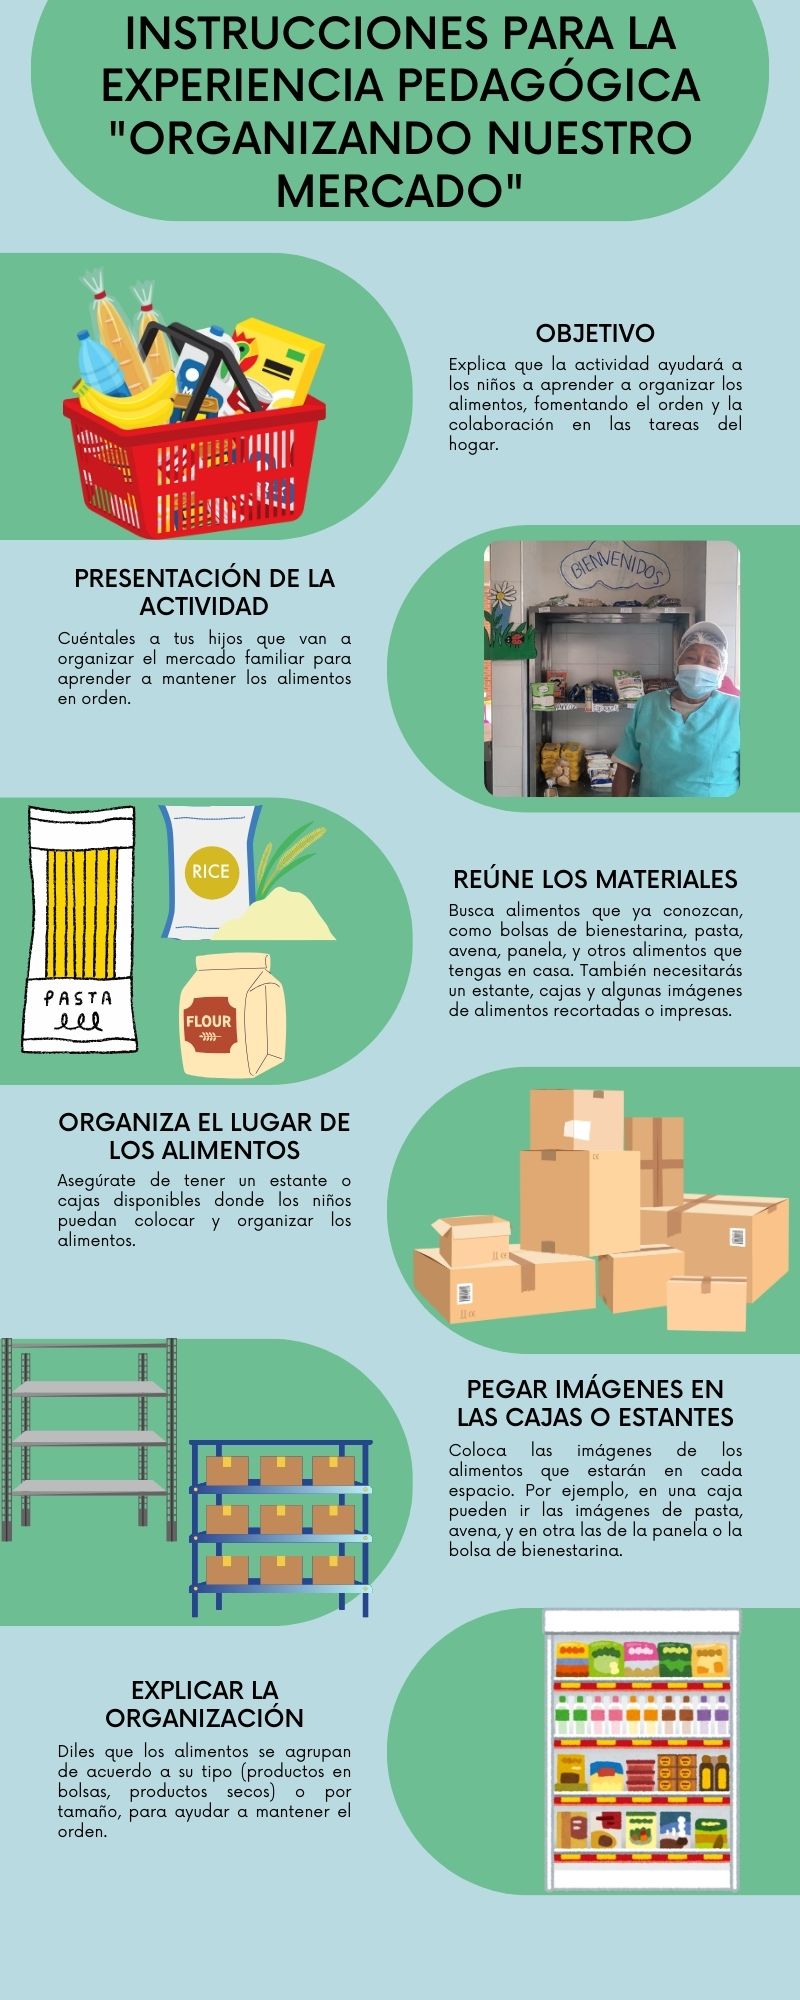 INSTRUCCIONES PARA LA
EXPERIENCIA PEDAGÓGICA
"ORGANIZANDO NUESTRO
MERCADO"
OBJETIVO
Explica que la actividad ayudará a
los niños a aprender a organizar los
alimentos, fomentando el orden y la
colaboración en las tareas del
hogar.
PRESENTACIÓN DE LA
ACTIVIDAD
Cuéntales a tus hijos que van a
organizar el mercado familiar para
aprender a mantener los alimentos
en orden.
BIENVENIDOS
PASTA
RICE
FLOUR
REÚNE LOS MATERIALES
Busca alimentos que ya conozcan,
como bolsas de bienestarina, pasta,
avena, panela, y otros alimentos que
tengas en casa. También necesitarás
un estante, cajas y algunas imágenes
de alimentos recortadas o impresas.
ORGANIZA EL LUGAR DE
LOS ALIMENTOS
Asegúrate de tener un estante o
cajas disponibles donde los niños
puedan colocar y organizar los
alimentos.
PEGAR IMÁGENES EN
LAS CAJAS O ESTANTES
Coloca las imágenes de los
alimentos que estarán en cada
espacio. Por ejemplo, en una caja
pueden ir las imágenes de pasta,
avena, y en otra las de la panela o la
bolsa de bienestarina.
EXPLICAR LA
ORGANIZACIÓN
Diles que los alimentos se agrupan
de acuerdo a su tipo (productos en
bolsas, productos secos) o por
tamaño, para ayudar a mantener el
orden.